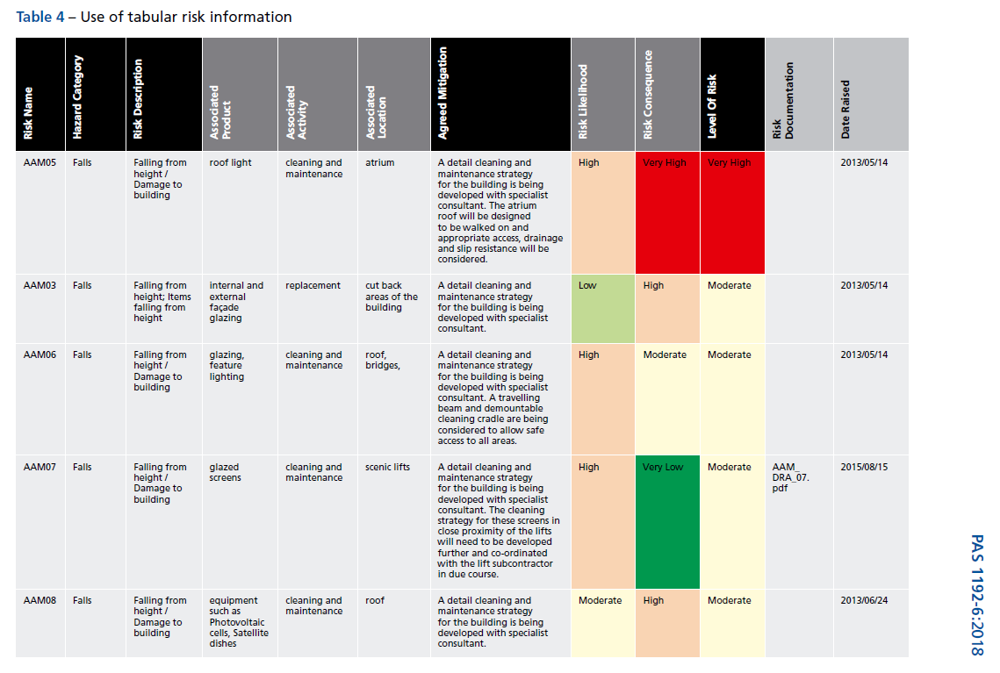 Table 4 – Use of tabular risk information
Risk Name
Hazard Category
Risk Description
Associated
Product
Associated
Activity
Associated
Location
Agreed Mitigation
Risk Likelihood
Risk Consequence
Level Of Risk
Risk
Documentation
Date Raised
AAM05
Falls
Falling from
height /
Damage to
building
roof light
cleaning and
maintenance
atrium
A detail cleaning and
maintenance strategy
for the building is being
developed with specialist
consultant. The atrium
roof will be designed
to be walked on and
appropriate access, drainage
and slip resistance will be
considered.
High
Very High
Very High
2013/05/14
AAM03
Falls
Falling from
height; Items
falling from
height
internal and
external
façade
glazing
replacement
cut back
areas of the
building
A detail cleaning and
maintenance strategy
for the building is being
developed with specialist
consultant.
Low
High
Moderate
2013/05/14
AAM06
Falls
Falling from
height /
Damage to
building
glazing,
feature
lighting
cleaning and
maintenance
roof,
bridges,
A detail cleaning and
maintenance strategy
for the building is being
developed with specialist
consultant. A travelling
beam and demountable
cleaning cradle are being
considered to allow safe
access to all areas.
High
Moderate
Moderate
2013/05/14
AAM07
Falls
Falling from
height /
Damage to
building
glazed
screens
cleaning and
maintenance
scenic lifts
A detail cleaning and
maintenance strategy
for the building is being
developed with specialist
consultant. The cleaning
strategy for these screens in
close proximity of the lifts
will need to be developed
further and co-ordinated
with the lift subcontractor
in due course.
High
Very Low
Moderate
AAM_
DRA_07.
pdf
2015/08/15
AAM08
Falls
Falling from
height /
Damage to
building
equipment
such as
Photovoltaic
cells, Satellite
dishes
cleaning and
maintenance
roof
A detail cleaning and
maintenance strategy
for the building is being
developed with specialist
consultant.
Moderate
High
Moderate
2013/06/24
PAS 1192-6:2018